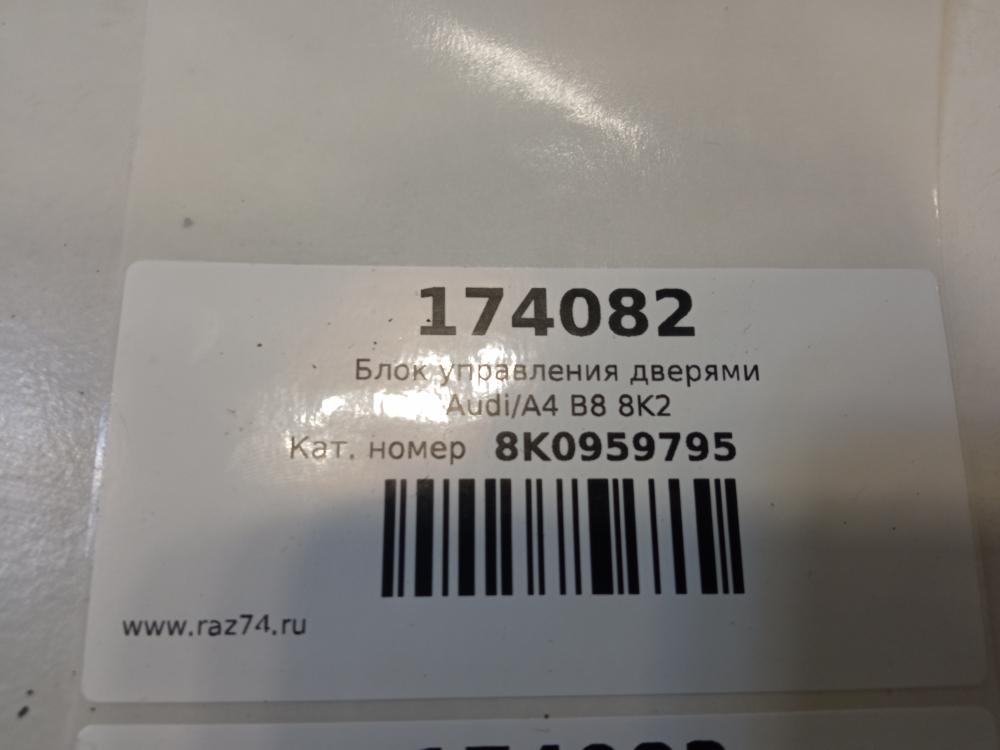 174082
Блок управления дверями
Audi/A4 B8 8K2
Кат. номер 8K0959795
www.raz74.ru